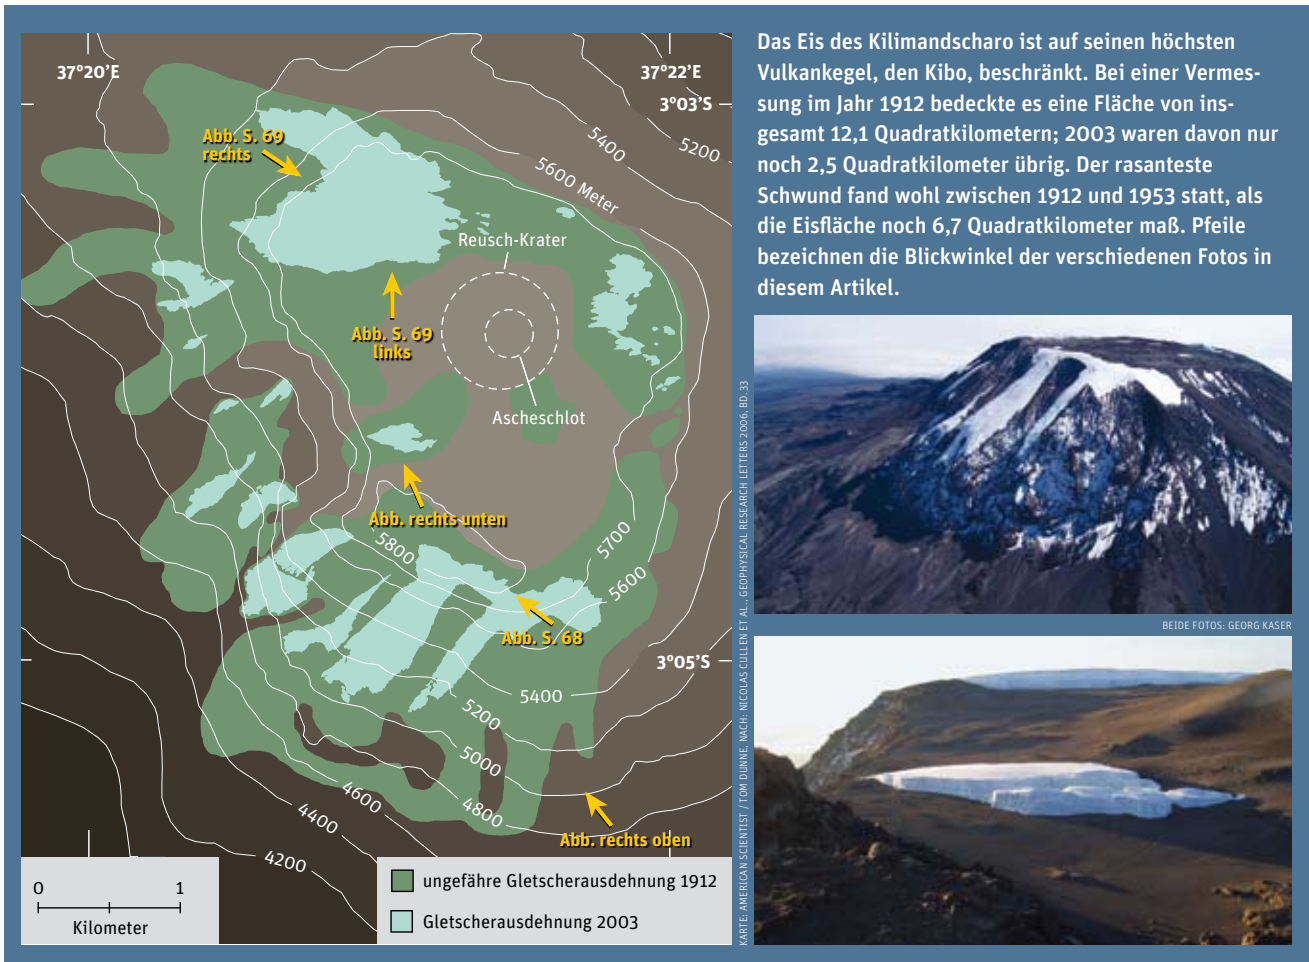 Das Eis des Kilimandscharo ist auf seinen höchsten
Vulkankegel, den Kibo, beschränkt. Bei einer Vermes-
sung im Jahr 1912 bedeckte es eine Fläche von ins-
gesamt 12,1 Quadratkilometern; 2003 waren davon nur
noch 2,5 Quadratkilometer übrig. Der rasanteste
Schwund fand wohl zwischen 1912 und 1953 statt, als
die Eisfläche noch 6,7 Quadratkilometer maß. Pfeile
bezeichnen die Blickwinkel der verschiedenen Fotos in
diesem Artikel.
37°20'E
37°22'E
3°03'S
5400
5200
5600 Meter
Abb. S. 69
rechts
Reusch-Krater
Abb. S. 69
links
Ascheschlot
Abb. rechts unten
5800
5700
5600
Abb. S. 68
3°05'S
5400
5200
5000
4800
4600
4400
4200
Abb. rechts oben
0 1
Kilometer
ungefähre Gletscherausdehnung 1912
Gletscherausdehnung 2003
KARTE: AMERICAN SCIENTIST / TOM DUNNE, NACH: NICOLAS CULLEN ET AL., GEOPHYSICAL RESEARCH LETTERS 2006, BD. 33
BEIDE FOTOS: GEORG KASER